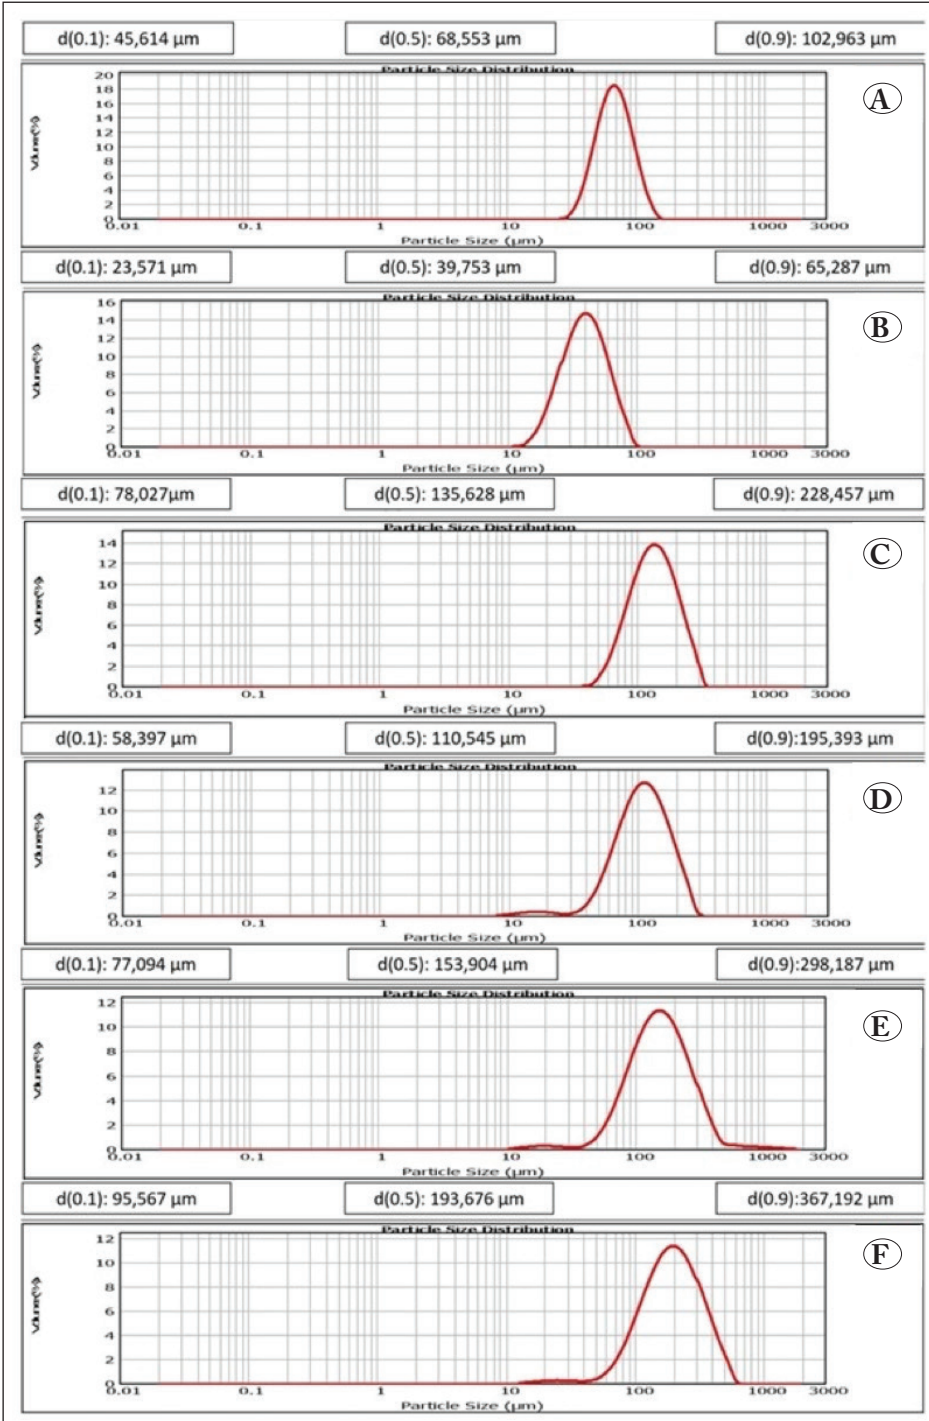 d(0.1): 45,614 µm d(0.5): 68,553 µm d(0.9): 102,963 µm
Particle Size Distribution
A
20
18
16
14
12
10
8
6
4
2
0
Volume(%)
0.01 0.1 1 10 100 1000 3000
Particle Size (µm)
d(0.1): 23,571 µm d(0.5): 39,753 µm d(0.9): 65,287 µm
Particle Size Distribution
B
16
14
12
10
8
6
4
2
0
Volume(%)
0.01 0.1 1 10 100 1000 3000
Particle Size (µm)
d(0.1): 78,027µm d(0.5): 135,628 µm d(0.9): 228,457 µm
Particle Size Distribution
C
14
12
10
8
6
4
2
0
Volume(%)
0.01 0.1 1 10 100 1000 3000
Particle Size (µm)
d(0.1): 58,397 µm d(0.5): 110,545 µm d(0.9):195,393 µm
Particle Size Distribution
D
12
10
8
6
4
2
0
Volume(%)
0.01 0.1 1 10 100 1000 3000
Particle Size (µm)
d(0.1): 77,094 µm d(0.5): 153,904 µm d(0.9):298,187 µm
Particle Size Distribution
E
12
10
8
6
4
2
0
Volume(%)
0.01 0.1 1 10 100 1000 3000
Particle Size (µm)
d(0.1): 95,567 µm d(0.5): 193,676 µm d(0.9):367,192 µm
Particle Size Distribution
F
12
10
8
6
4
2
0
Volume(%)
0.01 0.1 1 10 100 1000 3000
Particle Size (µm)